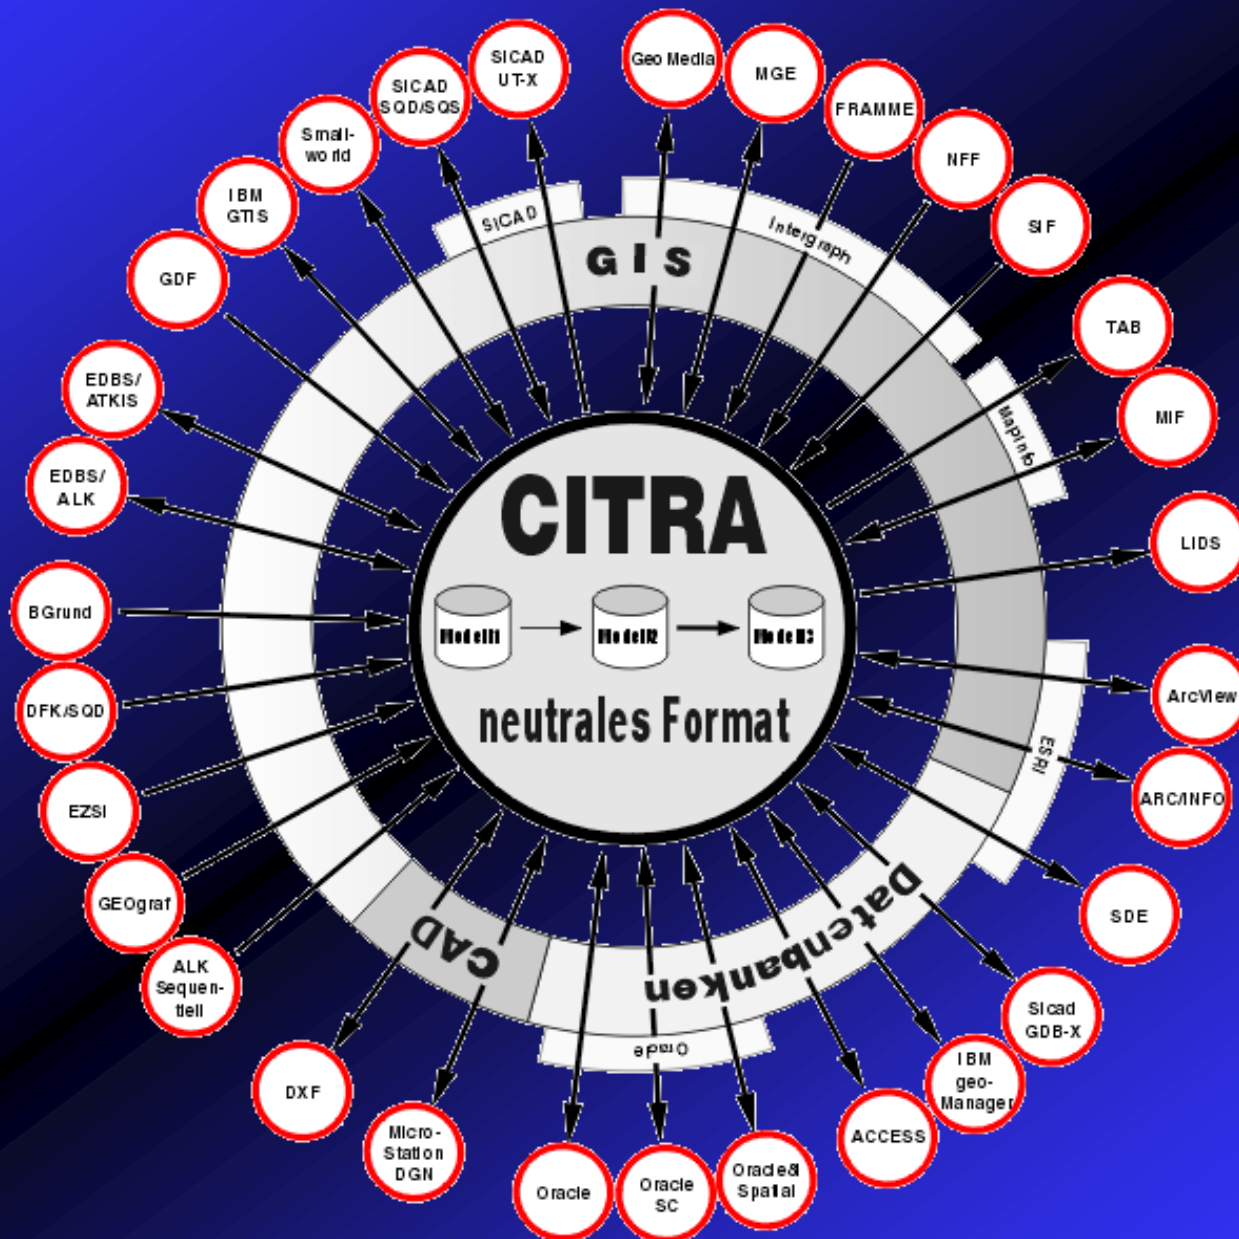 SICAD
UT-X
Geo Media
MGE
SICAD
SQD/SQS
FRAMME
Small-
world
NFF
IBM
GTIS
SIF
GDF
TAB
EDBS/
ATKIS
MIF
EDBS/
ALK
LIDS
BGrund
ArcView
DFK/SQD
ARC/INFO
EZSI
GEOgraf
SDE
ALK
Sequen-
tiell
Sicad
GDB-X
DXF
IBM
geo-
Manager
Micro-
Station
DGN
ACCESS
Oracle
Oracle
SC
Oracle8i
Spatial
SICAD
Intergraph
MapInfo
ESRI
Oracle
GIS
Datenbanken
CAD
CITRA
Modell1
Modell2
Modell3
neutrales Format